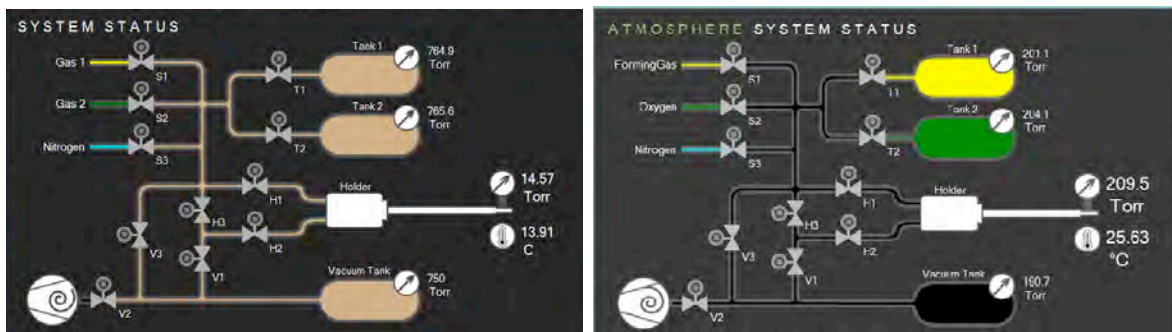 SYSTEM STATUS
Tank 1
764.9
Torr
Gas 1
S1
T1
Gas 2
Tank 2
765.6
Torr
S2
T2
Nitrogen
S3
Holder
14.57
Torr
H1
H3
13.91
C
H2
V3
V1
Vacuum Tank
750
Torr
V2
ATMOSPHERE SYSTEM STATUS
Tank 1
201.1
Torr
FormingGas
S1
T1
Oxygen
Tank 2
204.1
Torr
S2
T2
Nitrogen
S3
Holder
209.5
Torr
H1
H3
25.63
°C
H2
V3
V1
Vacuum Tank
190.7
Torr
V2